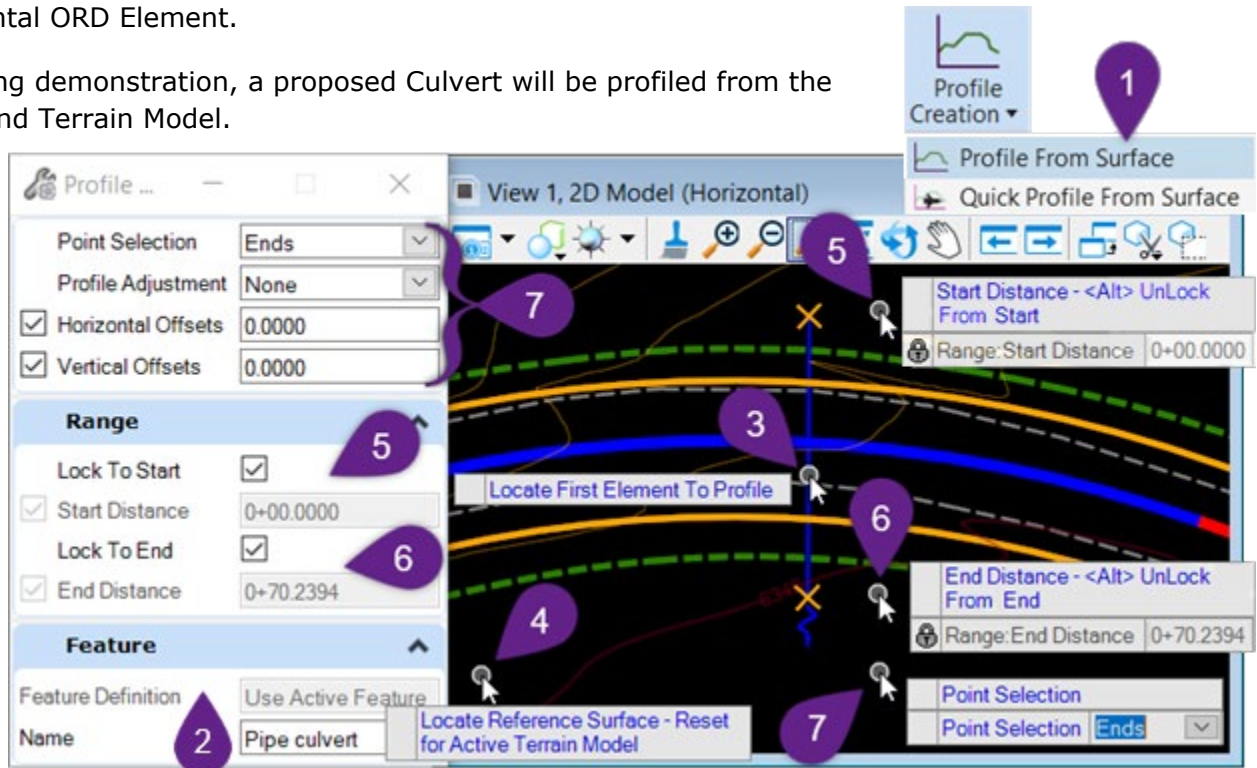 ntal ORD Element.
ng demonstration, a proposed Culvert will be profiled from the
nd Terrain Model.
Profile
Creation
1
Profile From Surface
Quick Profile From Surface
Profile ...
View 1, 2D Model (Horizontal)
Point Selection Ends
Profile Adjustment None
Horizontal Offsets 0.0000
Vertical Offsets 0.0000
7
5
Start Distance - <Alt> UnLock
From Start
Range:Start Distance 0+00.0000
Range
Lock To Start
5
Start Distance 0+00.0000
Lock To End
6
End Distance 0+70.2394
3
Locate First Element To Profile
6
End Distance - <Alt> UnLock
From End
Range:End Distance 0+70.2394
Feature
Feature Definition Use Active Feature
Name 2 Pipe culvert
4
Locate Reference Surface - Reset
for Active Terrain Model
7
Point Selection
Point Selection Ends